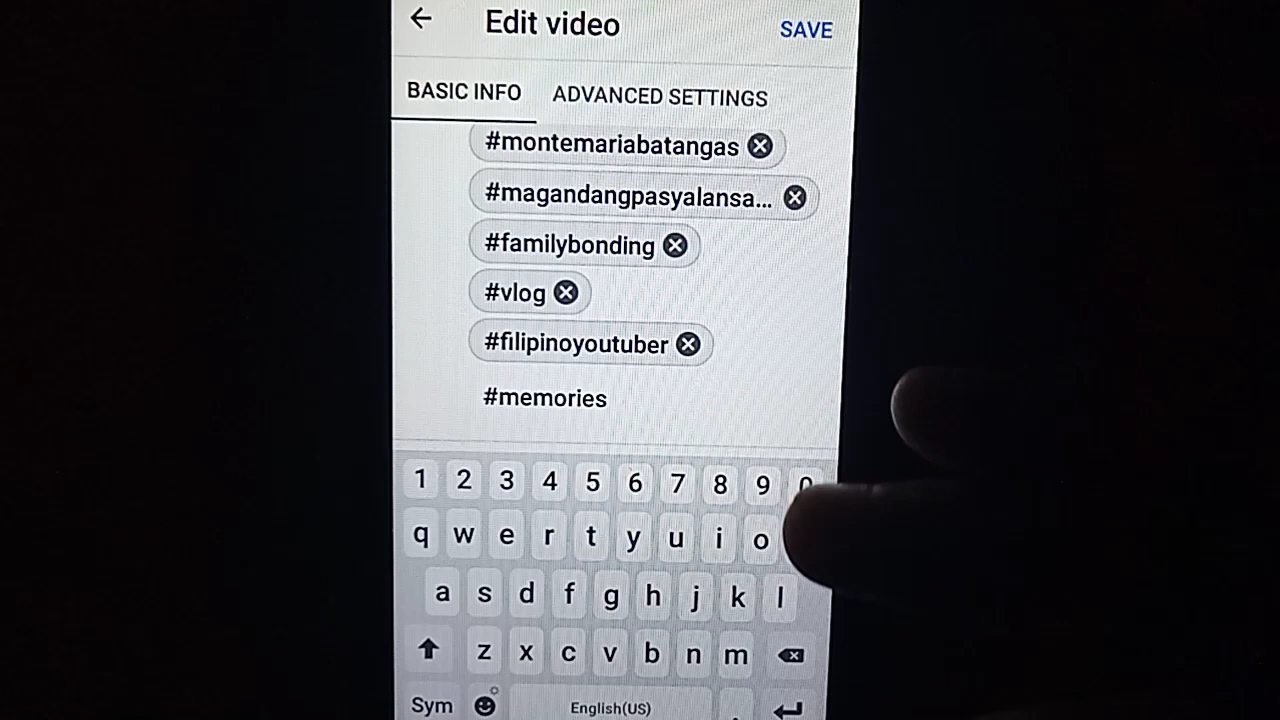 Edit video
SAVE
BASIC INFO
ADVANCED SETTINGS
#montemariabatangas
#magandangpasyalansa...
#familybonding
#vlog
#filipinoyoutuber
#memories
1 2 3 4 5 6 7 8 9 0
q w e r t y u i o
a s d f g h j k l
z x c v b n m
Sym English(US) .